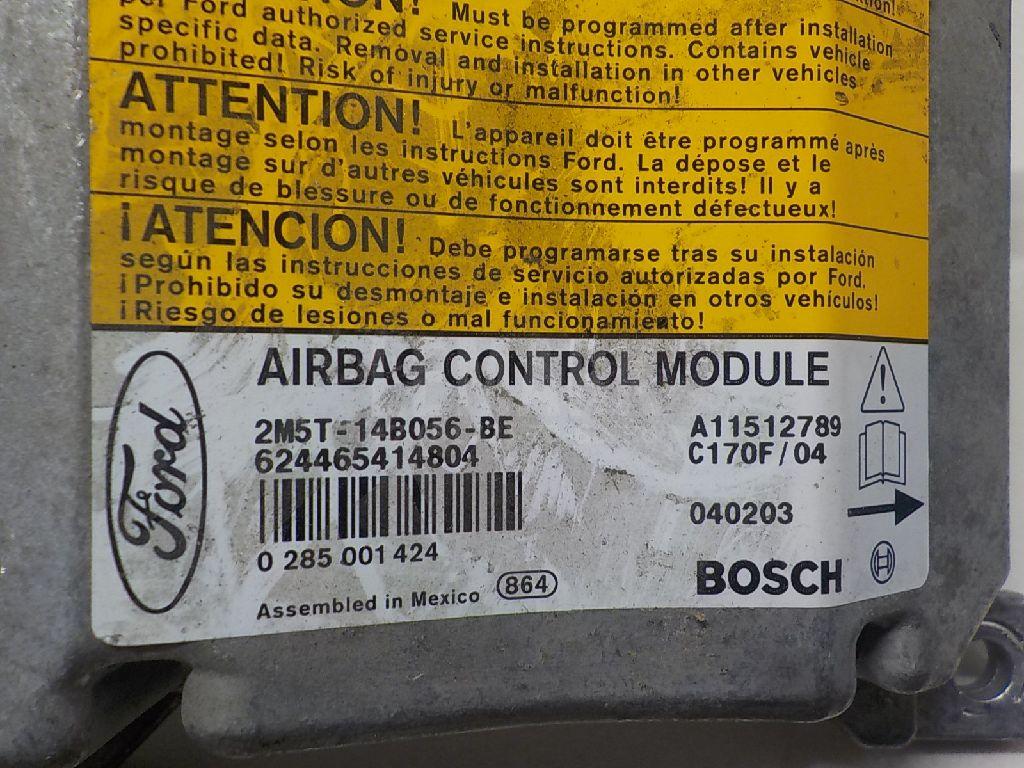 Must be programmed after installation
per Ford authorized service instructions. Contains vehicle
specific data. Removal and installation in other vehicles
prohibited! Risk of injury or malfunction!
ATTENTION! L'appareil doit être programmé après
montage selon les instructions Ford. La dépose et le
montage sur d'autres véhicules sont interdits! Il y a
risque de blessure ou de fonctionnement défectueux!
¡ATENCION! Debe programarse tras su instalación
según las instrucciones de servicio autorizadas por Ford.
¡Prohibido su desmontaje e instalación en otros vehículos!
¡Riesgo de lesiones o mal funcionamiento!
AIRBAG CONTROL MODULE
Ford
2M5T-14B056-BE
A11512789
624465414804
C170F/04
040203
0 285 001 424
BOSCH
Assembled in Mexico 864